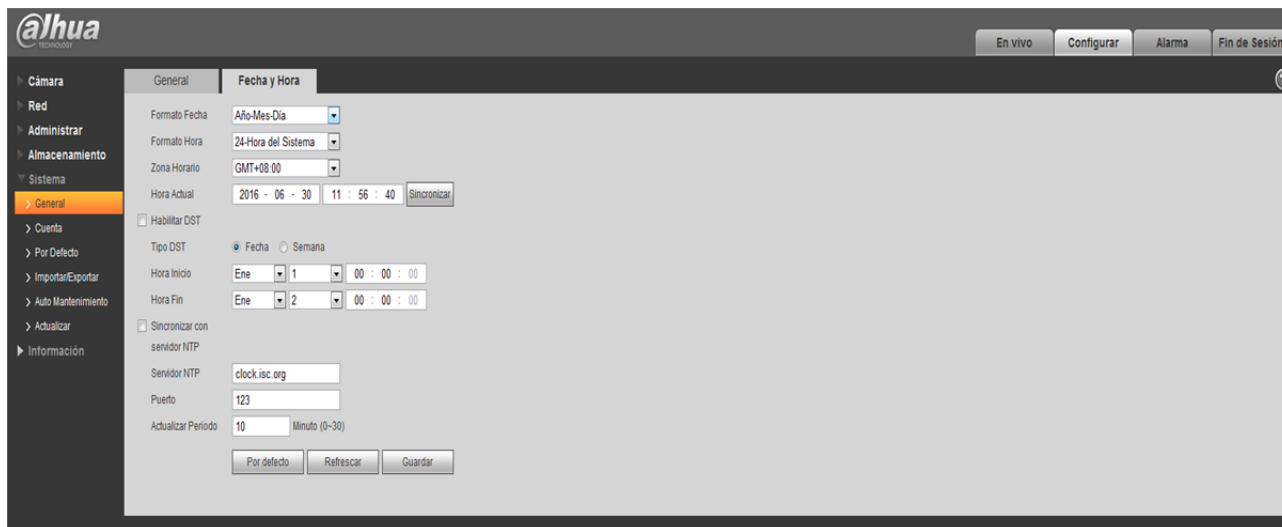 alhua
TECHNOLOGY
En vivo
Configurar
Alarma
Fin de Sesión
Cámara
Red
Administrar
Almacenamiento
Sistema
General
Cuenta
Por Defecto
Importar/Exportar
Auto Mantenimiento
Actualizar
Información
General
Fecha y Hora
Formato Fecha Año-Mes-Día
Formato Hora 24-Hora del Sistema
Zona Horario GMT+08:00
Hora Actual 2016 - 06 - 30 11 : 56 : 40 Sincronizar
Habilitar DST
Tipo DST Fecha Semana
Hora Inicio Ene 1 00 : 00 : 00
Hora Fin Ene 2 00 : 00 : 00
Sincronizar con
servidor NTP
Servidor NTP clock.isc.org
Puerto 123
Actualizar Periodo 10 Minuto (0~30)
Por defecto Refrescar Guardar